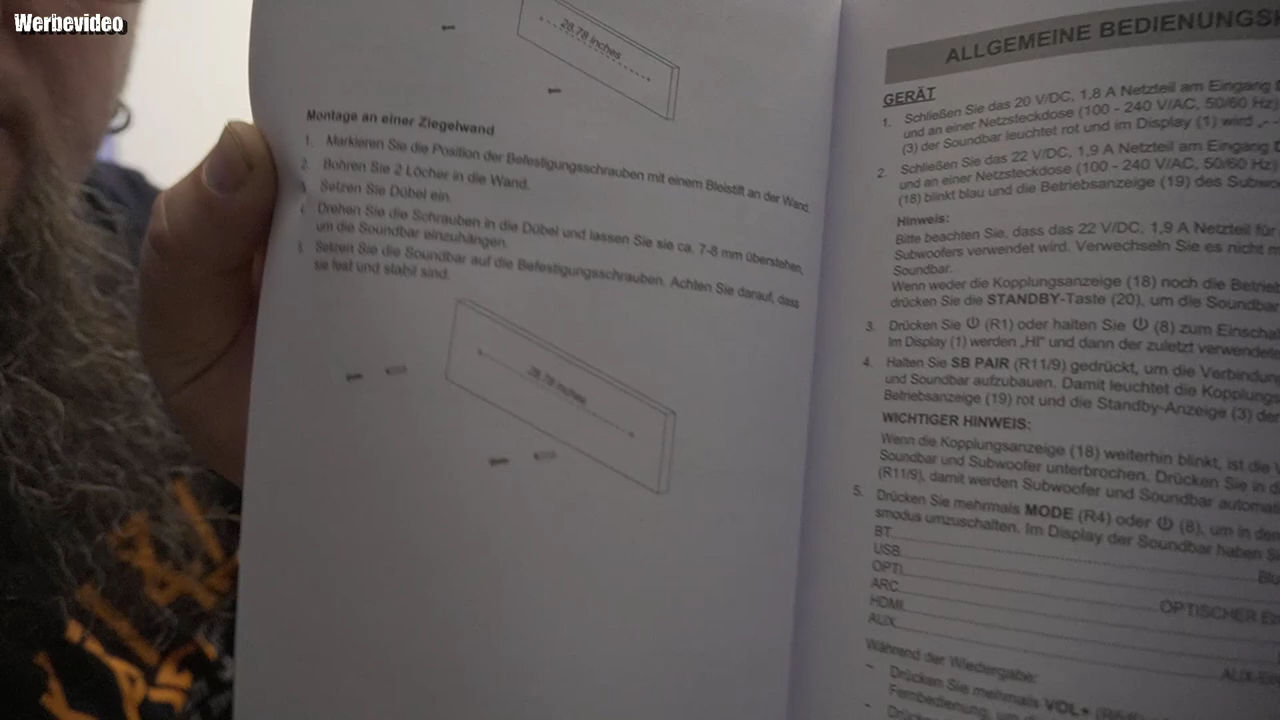 Werbevideo
28.78 inches
Montage an einer Ziegelwand
1. Markieren Sie die Position der Befestigungsschrauben mit einem Bleistift an der Wand.
2. Bohren Sie 2 Löcher in die Wand.
Setzen Sie Dübel ein.
Drehen Sie die Schrauben in die Dübel und lassen Sie sie ca. 7-8 mm überstehen,
um die Soundbar einzuhängen.
Setzen Sie die Soundbar auf die Befestigungsschrauben. Achten Sie darauf, dass
sie fest und stabil sind.
28.78 inches
ALLGEMEINE BEDIENUNGS
GERÄT
1. Schließen Sie das 20 V/DC, 1,8 A Netzteil am Eingang
und an einer Netzsteckdose (100 - 240 V/AC, 50/60 Hz)
(3) der Soundbar leuchtet rot und im Display (1) wird „--
2. Schließen Sie das 22 V/DC, 1,9 A Netzteil am Eingang
und an einer Netzsteckdose (100 - 240 V/AC, 50/60 Hz)
(18) blinkt blau und die Betriebsanzeige (19) des Subwo
Hinweis:
Bitte beachten Sie, dass das 22 V/DC, 1,9 A Netzteil für
Subwoofers verwendet wird. Verwechseln Sie es nicht m
Soundbar.
Wenn weder die Kopplungsanzeige (18) noch die Betrieb
drücken Sie die STANDBY-Taste (20), um die Soundbar
3. Drücken Sie ⏻ (R1) oder halten Sie ⏻ (8) zum Einschal
Im Display (1) werden „HI" und dann der zuletzt verwendete
4. Halten Sie SB PAIR (R11/9) gedrückt, um die Verbindung
und Soundbar aufzubauen. Damit leuchtet die Kopplungs
Betriebsanzeige (19) rot und die Standby-Anzeige (3) der
WICHTIGER HINWEIS:
Wenn die Kopplungsanzeige (18) weiterhin blinkt, ist die V
Soundbar und Subwoofer unterbrochen. Drücken Sie in d
(R11/9), damit werden Subwoofer und Soundbar automat
5. Drücken Sie mehrmals MODE (R4) oder ⏻ (8), um in den
smodus umzuschalten. Im Display der Soundbar haben S
BT
USB
OPTI
ARC
OPTISCHER EI
HDMI
AUX
AUX-Ein
Während der Wiedergabe:
- Drücken Sie mehrmals VOL+
Fernbedienung, um
- Drück